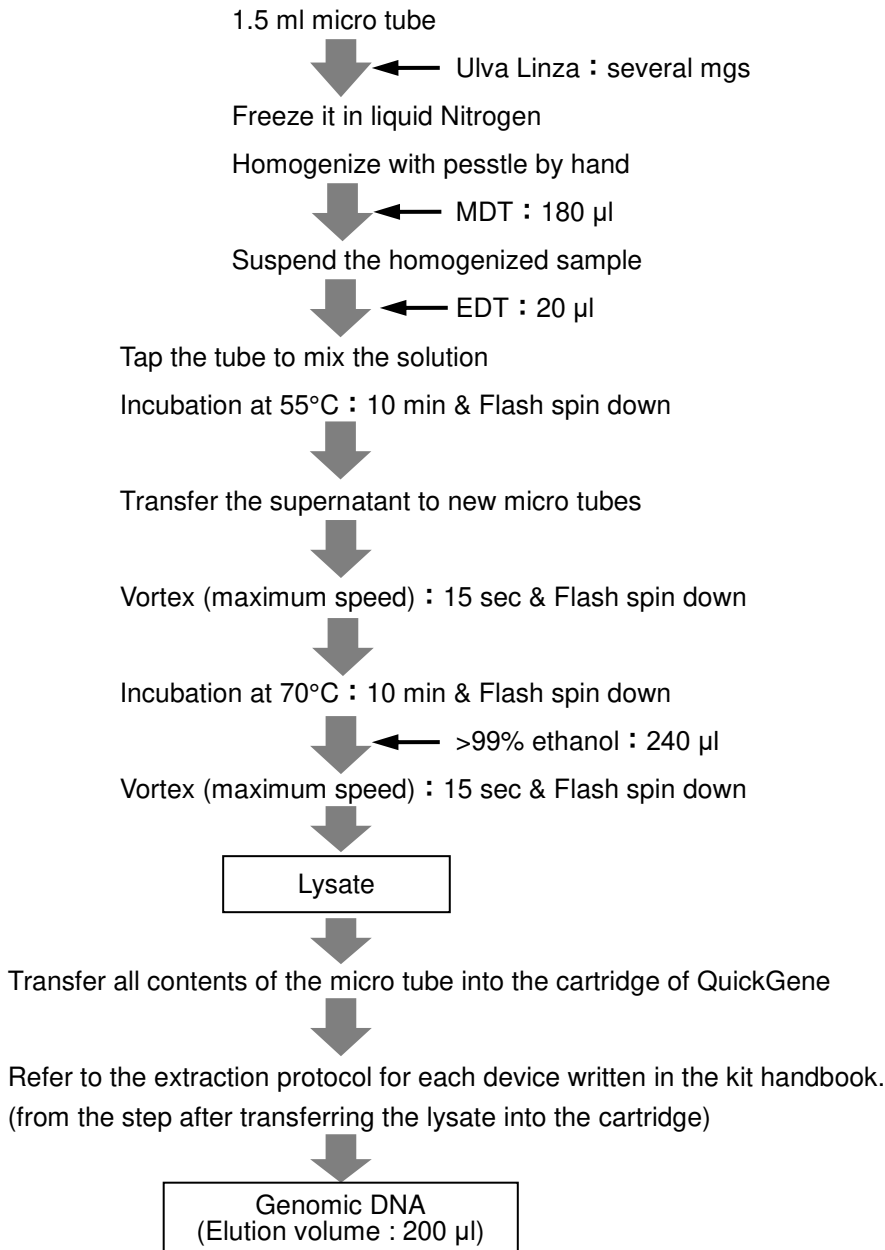 1.5 ml micro tube
Ulva Linza：several mgs
Freeze it in liquid Nitrogen
Homogenize with pesstle by hand
MDT：180 µl
Suspend the homogenized sample
EDT：20 µl
Tap the tube to mix the solution
Incubation at 55°C：10 min & Flash spin down
Transfer the supernatant to new micro tubes
Vortex (maximum speed)：15 sec & Flash spin down
Incubation at 70°C：10 min & Flash spin down
>99% ethanol：240 µl
Vortex (maximum speed)：15 sec & Flash spin down
Lysate
Transfer all contents of the micro tube into the cartridge of QuickGene
Refer to the extraction protocol for each device written in the kit handbook.
(from the step after transferring the lysate into the cartridge)
Genomic DNA
(Elution volume : 200 µl)